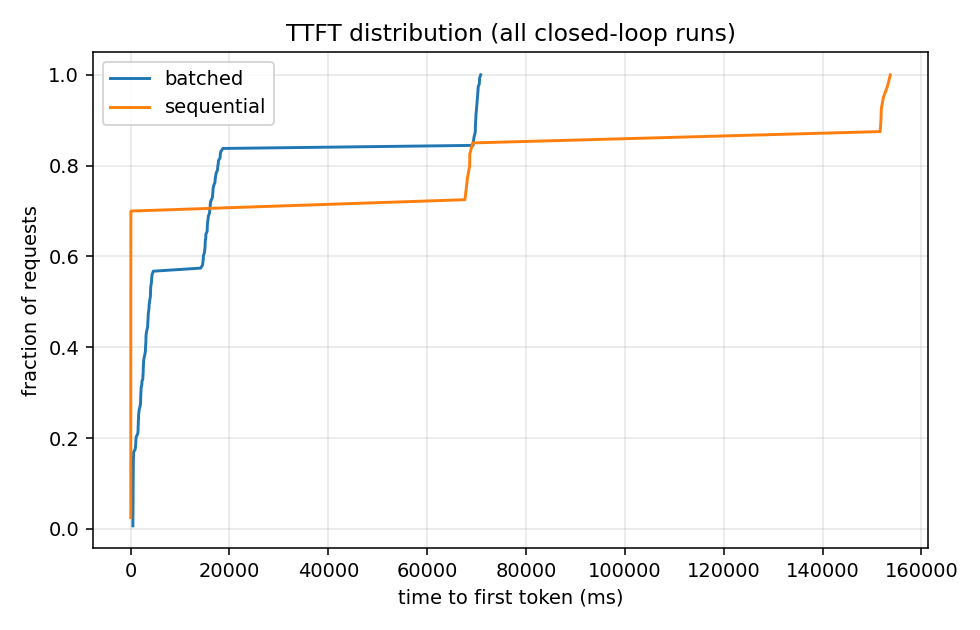 TTFT distribution (all closed-loop runs)
batched
sequential
fraction of requests
1.0
0.8
0.6
0.4
0.2
0.0
0 20000 40000 60000 80000 100000 120000 140000 160000
time to first token (ms)